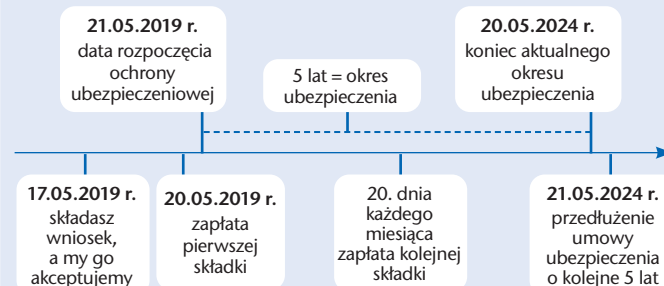 21.05.2019 r.
data rozpoczęcia
ochrony
ubezpieczeniowej
5 lat = okres
ubezpieczenia
20.05.2024 r.
koniec aktualnego
okresu
ubezpieczenia
17.05.2019 r.
składasz
wniosek,
a my go
akceptujemy
20.05.2019 r.
zapłata
pierwszej
składki
20. dnia
każdego
miesiąca
zapłata kolejnej
składki
21.05.2024 r.
przedłużenie
umowy
ubezpieczenia
o kolejne 5 lat